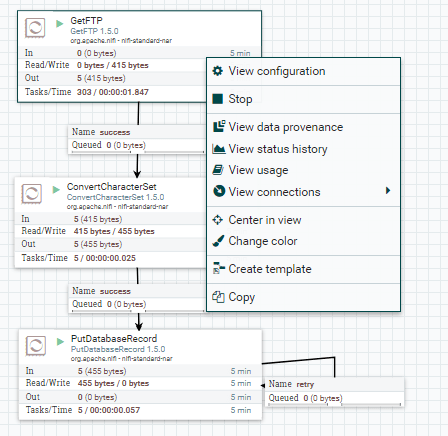 GetFTP
GetFTP 1.5.0
org.apache.nifi - nifi-standard-nar
In 0 (0 bytes) 5 min
Read/Write 0 bytes / 415 bytes
Out 5 (415 bytes)
Tasks/Time 303 / 00:00:01.847
Name success
Queued 0 (0 bytes)
ConvertCharacterSet
ConvertCharacterSet 1.5.0
org.apache.nifi - nifi-standard-nar
In 5 (415 bytes)
Read/Write 415 bytes / 455 bytes
Out 5 (455 bytes)
Tasks/Time 5 / 00:00:00.025
Name success
Queued 0 (0 bytes)
PutDatabaseRecord
PutDatabaseRecord 1.5.0
org.apache.nifi - nifi-standard-nar
In 5 (455 bytes) 5 min
Read/Write 455 bytes / 0 bytes 5 min
Out 0 (0 bytes) 5 min
Tasks/Time 5 / 00:00:00.057 5 min
Name retry
Queued 0 (0 bytes)
View configuration
Stop
View data provenance
View status history
View usage
View connections
Center in view
Change color
Create template
Copy